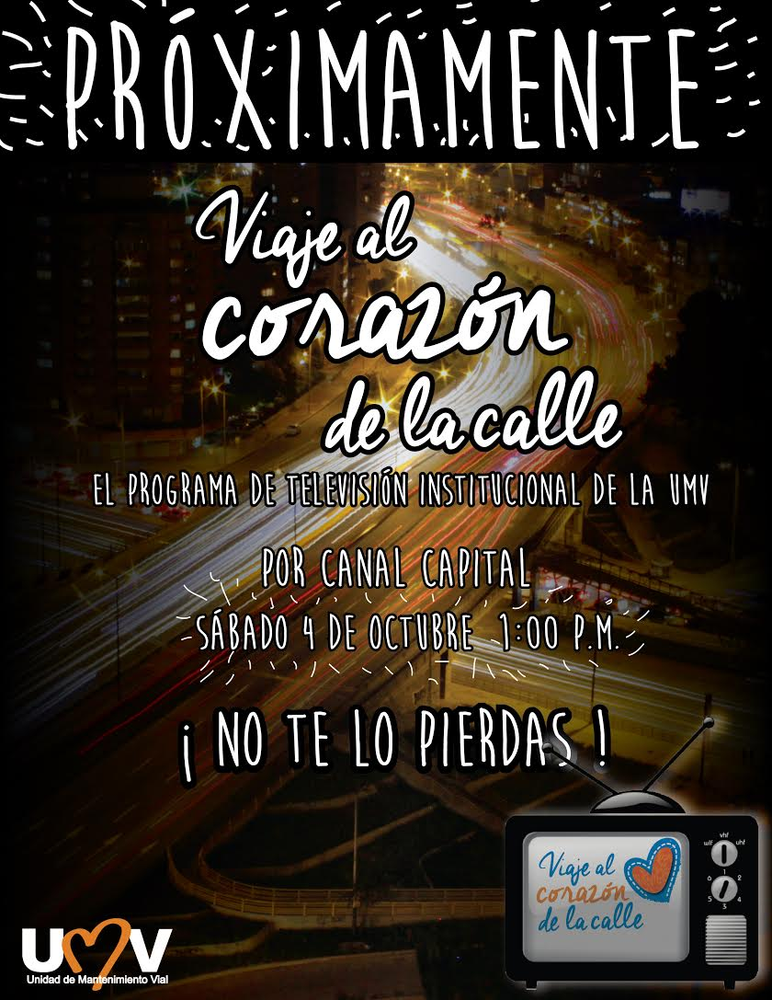 PRÓXIMAMENTE
Viaje al
corazón
de la calle
EL PROGRAMA DE TELEVISIÓN INSTITUCIONAL DE LA UMV
POR CANAL CAPITAL
SÁBADO 4 DE OCTUBRE 1:00 P.M.
¡ NO TE LO PIERDAS !
Viaje al
corazón
de la calle
vhf
uhf
1
2
3
5
6
UMV
Unidad de Mantenimiento Vial